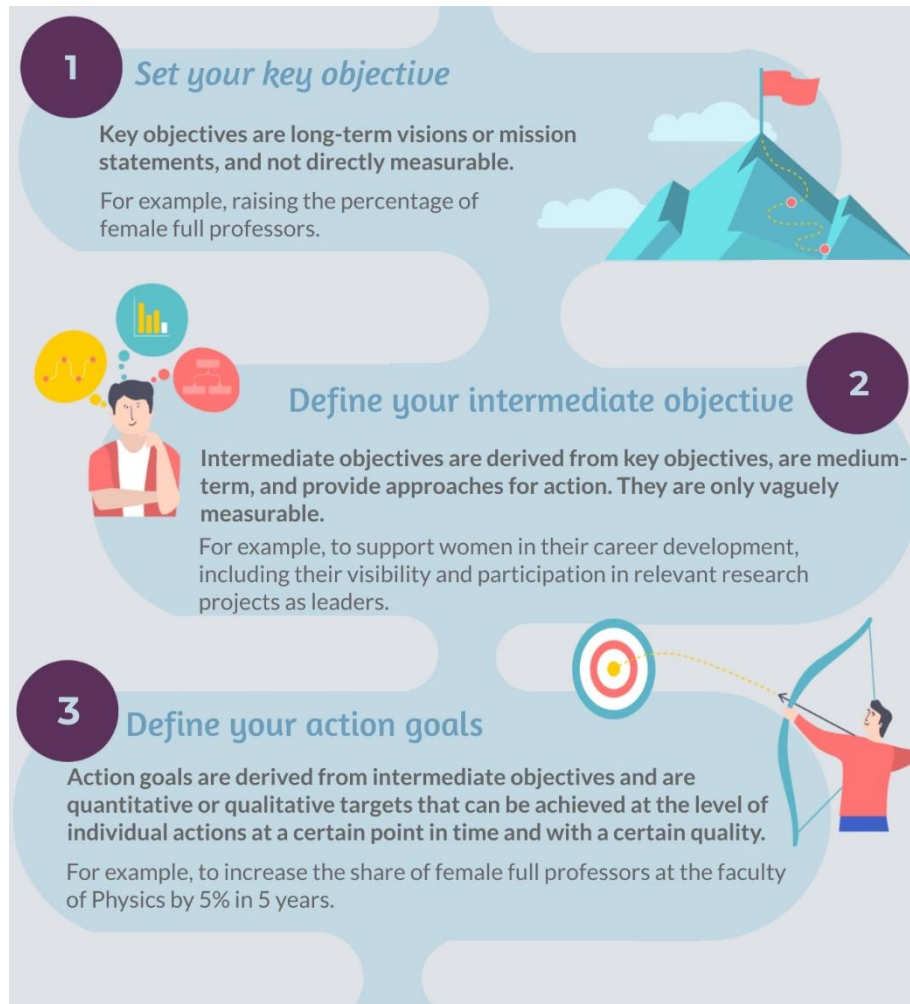 1
Set your key objective
Key objectives are long-term visions or mission
statements, and not directly measurable.
For example, raising the percentage of
female full professors.
2
Define your intermediate objective
Intermediate objectives are derived from key objectives, are medium-
term, and provide approaches for action. They are only vaguely
measurable.
For example, to support women in their career development,
including their visibility and participation in relevant research
projects as leaders.
3
Define your action goals
Action goals are derived from intermediate objectives and are
quantitative or qualitative targets that can be achieved at the level of
individual actions at a certain point in time and with a certain quality.
For example, to increase the share of female full professors at the faculty
of Physics by 5% in 5 years.